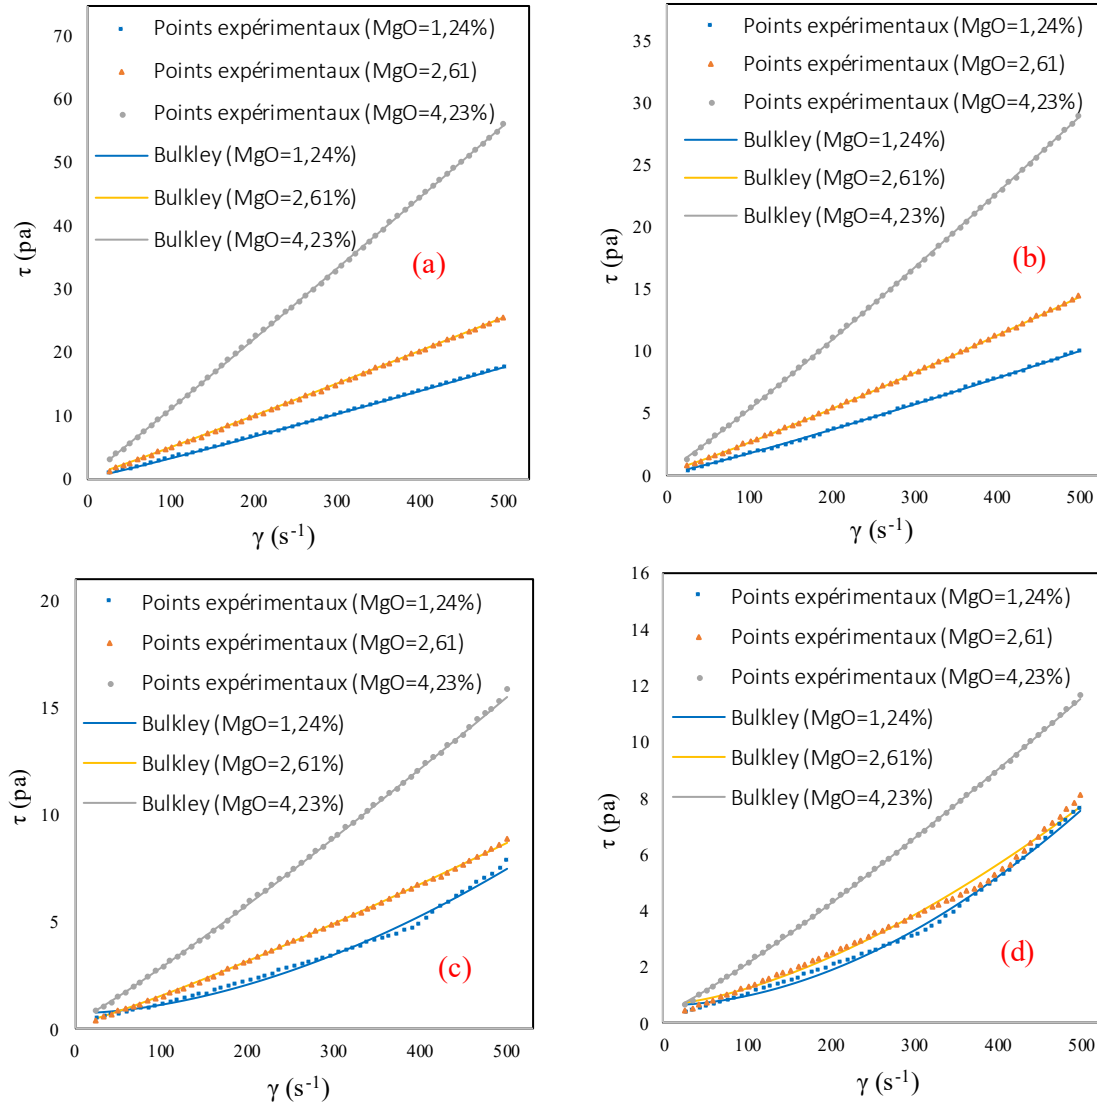 70
60
50
40
30
20
10
0
τ (pa)
Points expérimentaux (MgO=1,24%)
Points expérimentaux (MgO=2,61)
Points expérimentaux (MgO=4,23%)
Bulkley (MgO=1,24%)
Bulkley (MgO=2,61%)
Bulkley (MgO=4,23%)
(a)
0 100 200 300 400 500
γ (s-1)
35
30
25
20
15
10
5
0
τ (pa)
Points expérimentaux (MgO=1,24%)
Points expérimentaux (MgO=2,61)
Points expérimentaux (MgO=4,23%)
Bulkley (MgO=1,24%)
Bulkley (MgO=2,61%)
Bulkley (MgO=4,23%)
(b)
0 100 200 300 400 500
γ (s-1)
20
15
10
5
0
τ (pa)
Points expérimentaux (MgO=1,24%)
Points expérimentaux (MgO=2,61)
Points expérimentaux (MgO=4,23%)
Bulkley (MgO=1,24%)
Bulkley (MgO=2,61%)
Bulkley (MgO=4,23%)
(c)
0 100 200 300 400 500
γ (s-1)
16
14
12
10
8
6
4
2
0
τ (pa)
Points expérimentaux (MgO=1,24%)
Points expérimentaux (MgO=2,61)
Points expérimentaux (MgO=4,23%)
Bulkley (MgO=1,24%)
Bulkley (MgO=2,61%)
Bulkley (MgO=4,23%)
(d)
0 100 200 300 400 500
γ (s-1)